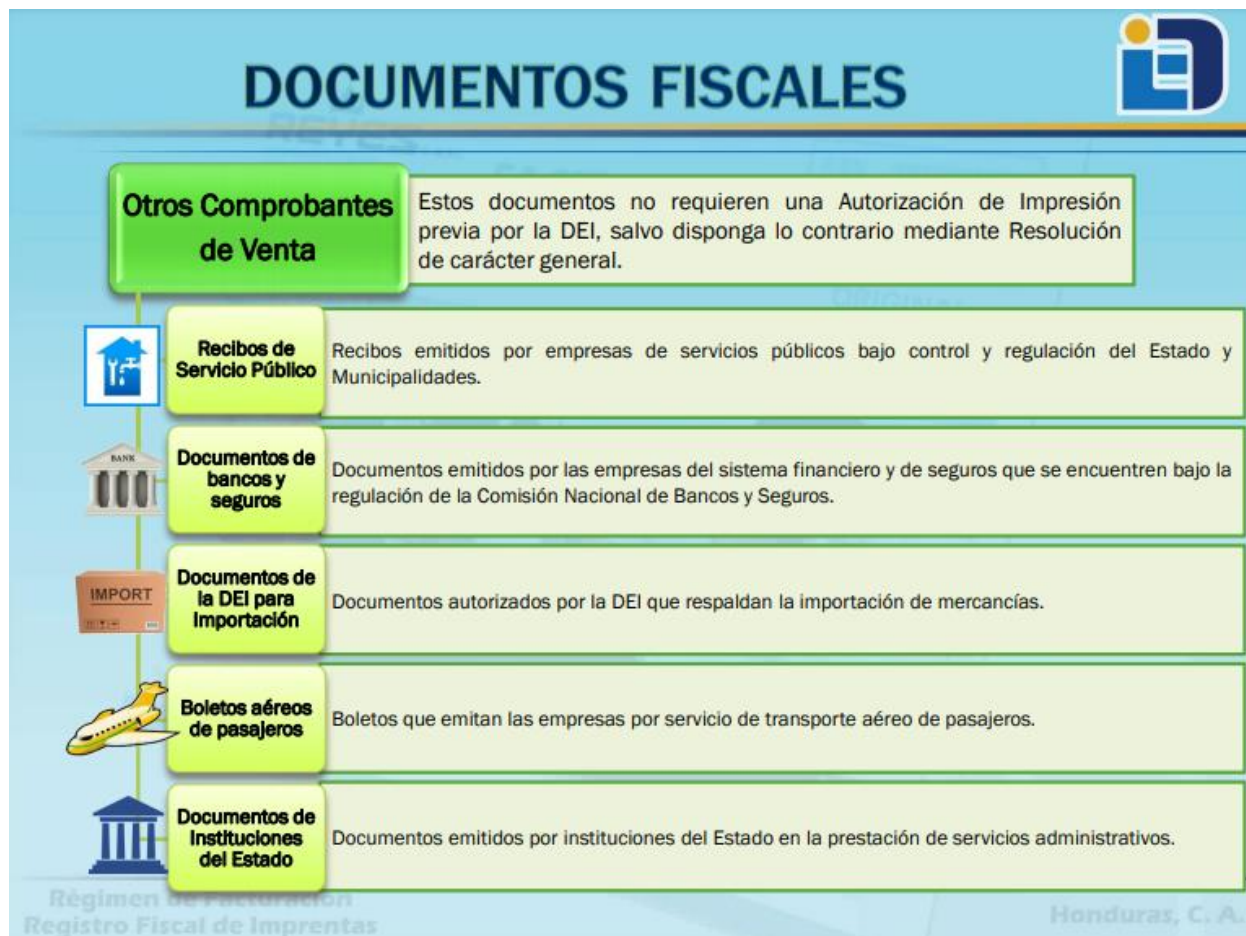 DOCUMENTOS FISCALES
Otros Comprobantes
de Venta
Estos documentos no requieren una Autorización de Impresión
previa por la DEI, salvo disponga lo contrario mediante Resolución
de carácter general.
Recibos de
Servicio Público
Recibos emitidos por empresas de servicios públicos bajo control y regulación del Estado y
Municipalidades.
BANK
Documentos de
bancos y
seguros
Documentos emitidos por las empresas del sistema financiero y de seguros que se encuentren bajo la
regulación de la Comisión Nacional de Bancos y Seguros.
IMPORT
Documentos de
la DEI para
Importación
Documentos autorizados por la DEI que respaldan la importación de mercancías.
Boletos aéreos
de pasajeros
Boletos que emitan las empresas por servicio de transporte aéreo de pasajeros.
Documentos de
Instituciones
del Estado
Documentos emitidos por instituciones del Estado en la prestación de servicios administrativos.
Régimen de Facturación
Registro Fiscal de Imprentas
Honduras, C. A.